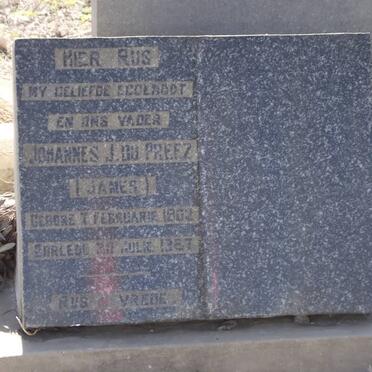 HIER RUS
MY GELIEFDE EGGENOOT
EN ONS VADER
JOHANNES J. DU PREEZ
(JAMES)
GEBORE 7 FEBRUARIE
OORLEDE JULIE
RUS IN VREDE